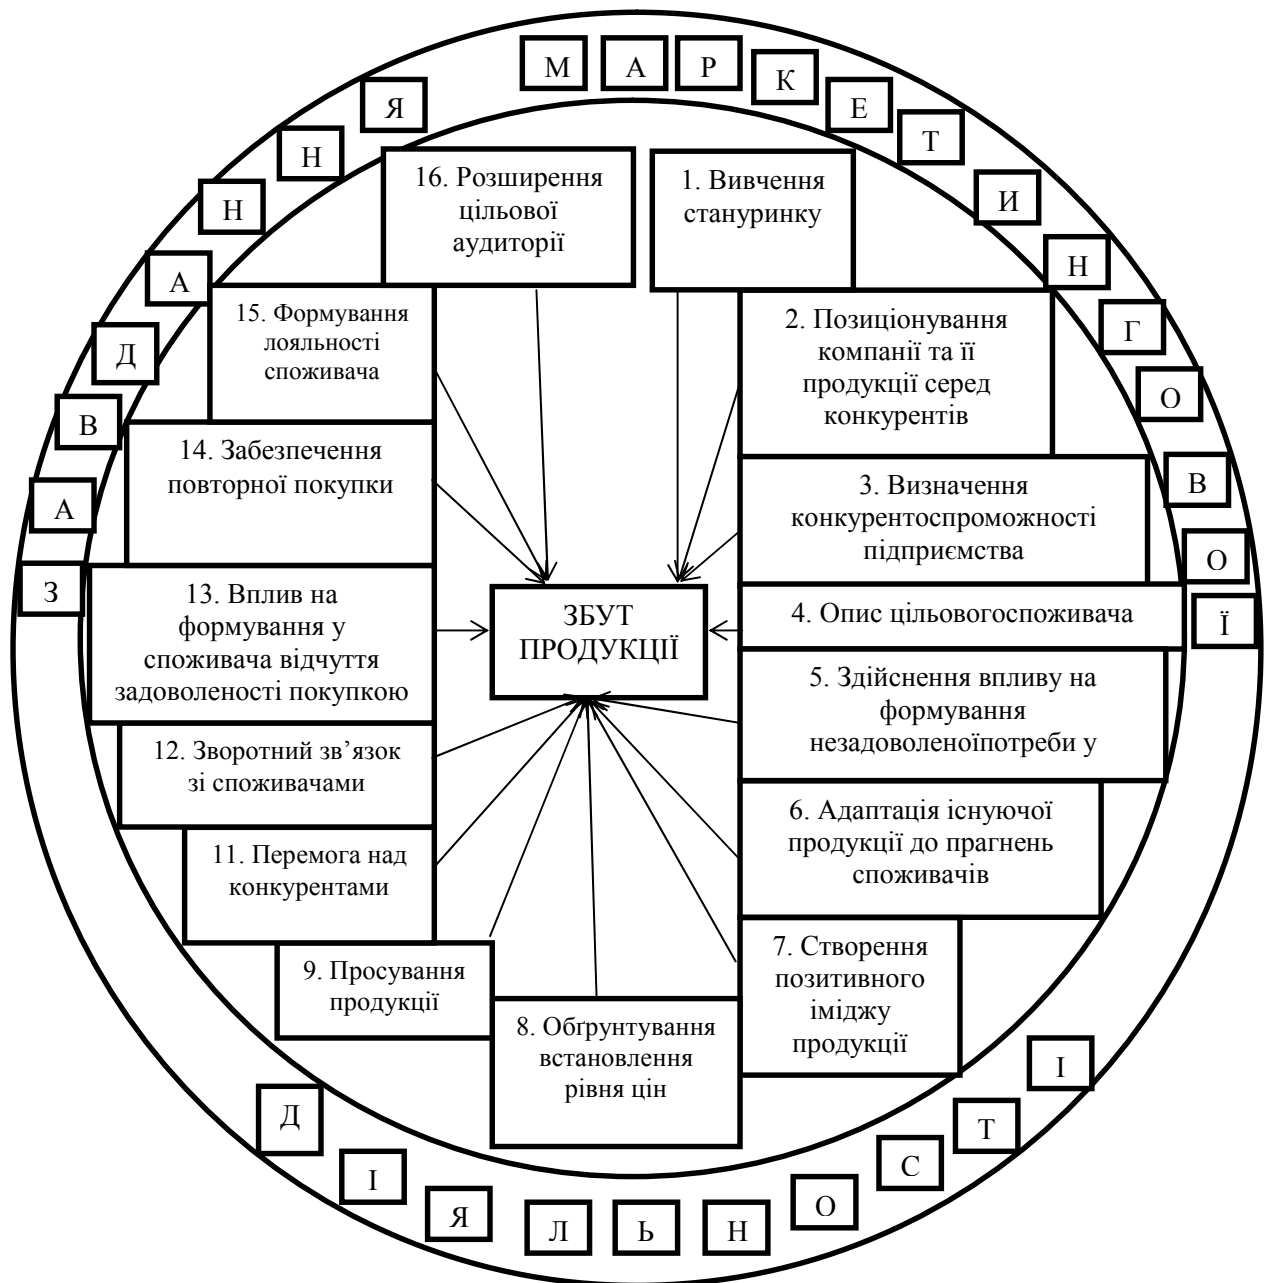 ЗАВДАННЯ
МАРКЕТИНГОВОЇ
16. Розширення
цільової
аудиторії
1. Вивчення
стануринку
15. Формування
лояльності
споживача
2. Позиціонування
компанії та її
продукції серед
конкурентів
14. Забезпечення
повторної покупки
3. Визначення
конкурентоспроможності
підприємства
13. Вплив на
формування у
споживача відчуття
задоволеності покупкою
ЗБУТ
ПРОДУКЦІЇ
4. Опис цільовогоспоживача
5. Здійснення впливу на
формування
незадоволеноїпотреби у
12. Зворотний зв’язок
зі споживачами
6. Адаптація існуючої
продукції до прагнень
споживачів
11. Перемога над
конкурентами
7. Створення
позитивного
іміджу
продукції
9. Просування
продукції
8. Обґрунтування
встановлення
рівня цін
ДІЯЛЬНОСТІ